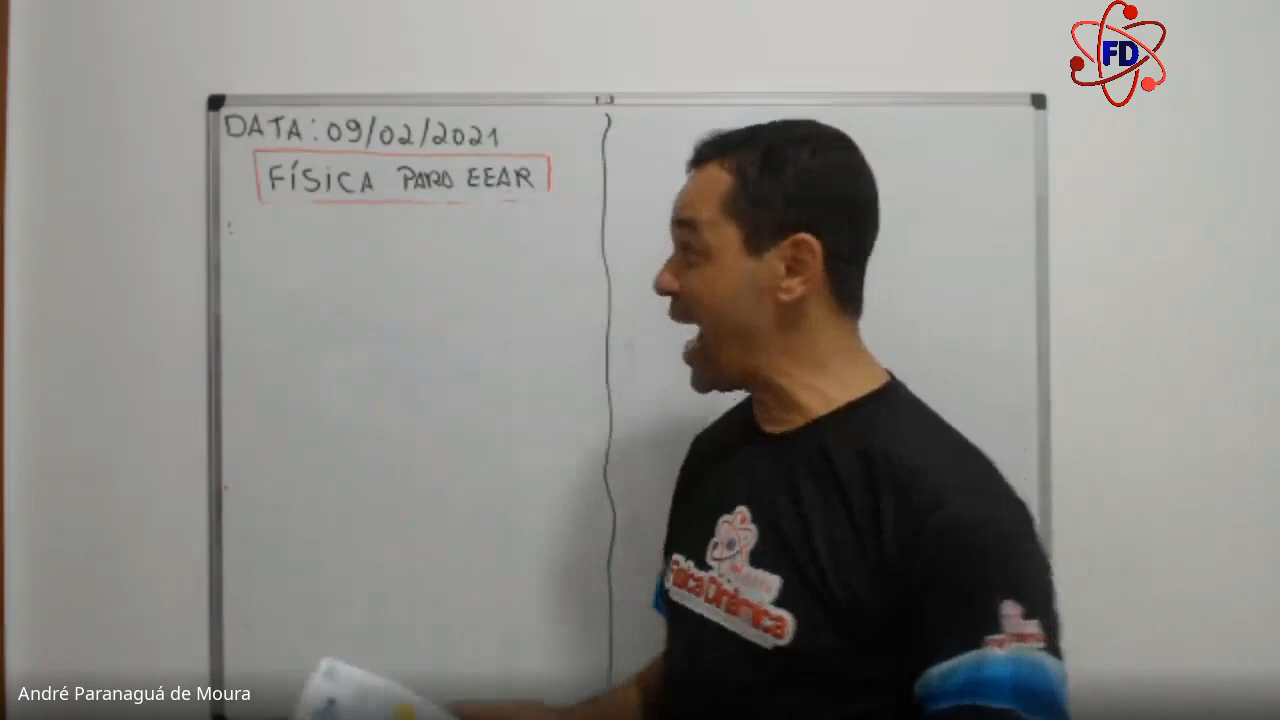 FD
DATA: 09/02/2021
FÍSICA PARA EEAR
Física Dinâmica
André Paranaguá de Moura